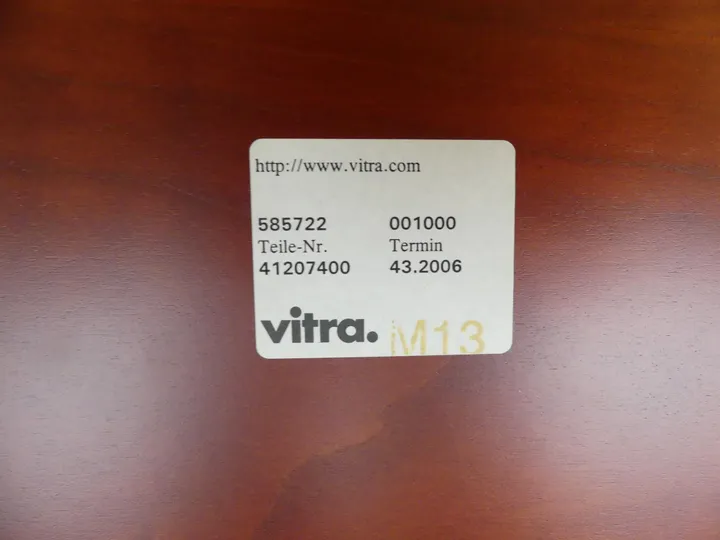 http://www.vitra.com
585722 001000
Teile-Nr. Termin
41207400 43.2006
vitra. M13